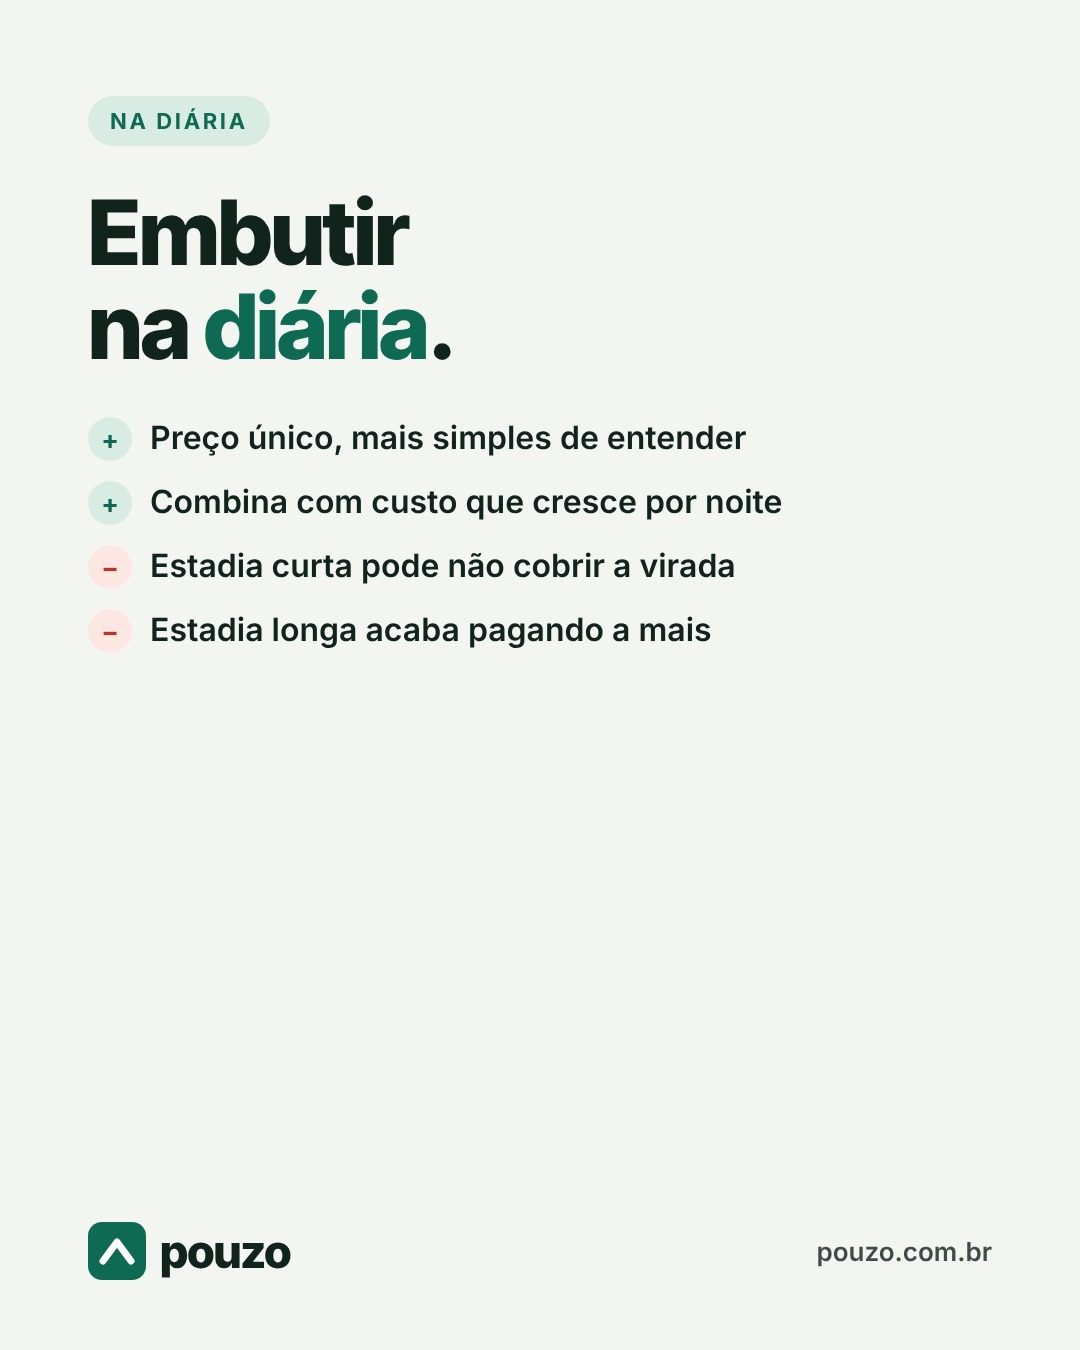 NA DIÁRIA
Embutir
na diária.
+ Preço único, mais simples de entender
+ Combina com custo que cresce por noite
– Estadia curta pode não cobrir a virada
– Estadia longa acaba pagando a mais
pouzo
pouzo.com.br